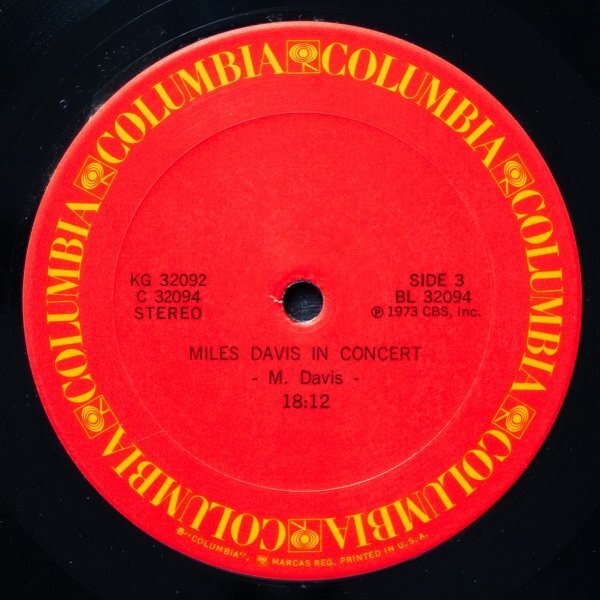 COLUMBIA COLUMBIA COLUMBIA COLUMBIA COLUMBIA COLUMBIA
KG 32092
C 32094
STEREO
SIDE 3
BL 32094
℗ 1973 CBS, Inc.
MILES DAVIS IN CONCERT
- M. Davis -
18:12
®"COLUMBIA", MARCAS REG. PRINTED IN U.S.A.